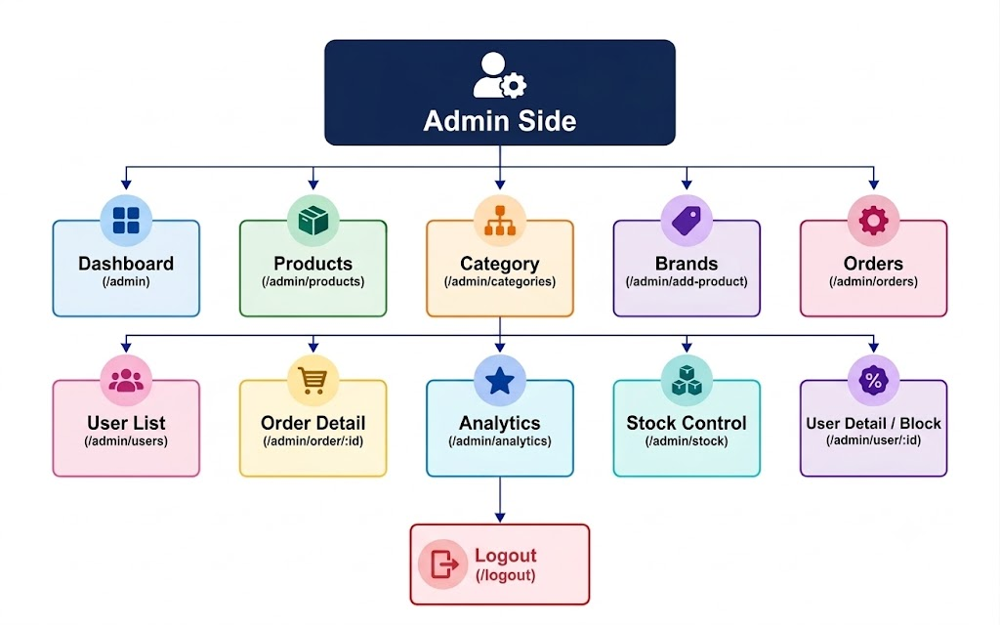 Admin Side
Dashboard
(/admin)
Products
(/admin/products)
Category
(/admin/categories)
Brands
(/admin/add-product)
Orders
(/admin/orders)
User List
(/admin/users)
Order Detail
(/admin/order/:id)
Analytics
(/admin/analytics)
Stock Control
(/admin/stock)
User Detail / Block
(/admin/user/:id)
Logout
(/logout)